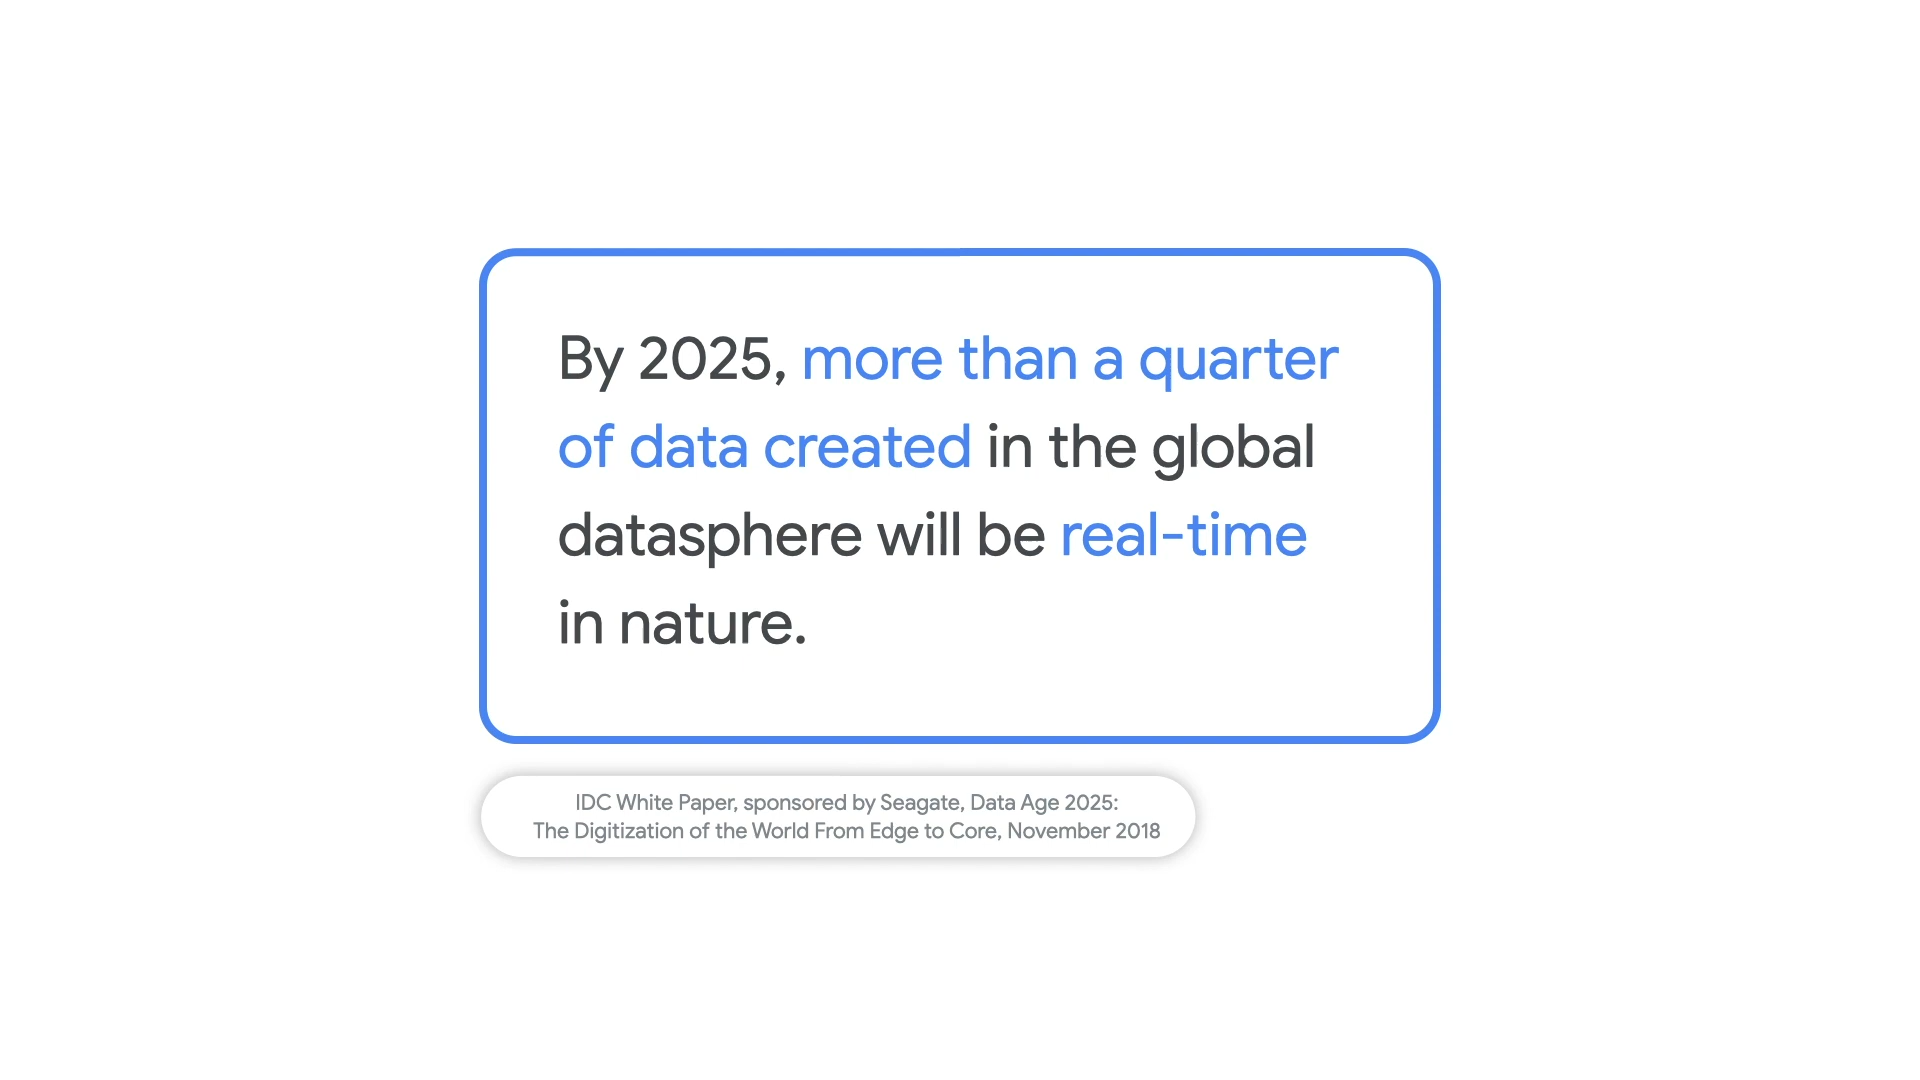 By 2025, more than a quarter
of data created in the global
datasphere will be real-time
in nature.
IDC White Paper, sponsored by Seagate, Data Age 2025:
The Digitization of the World From Edge to Core, November 2018